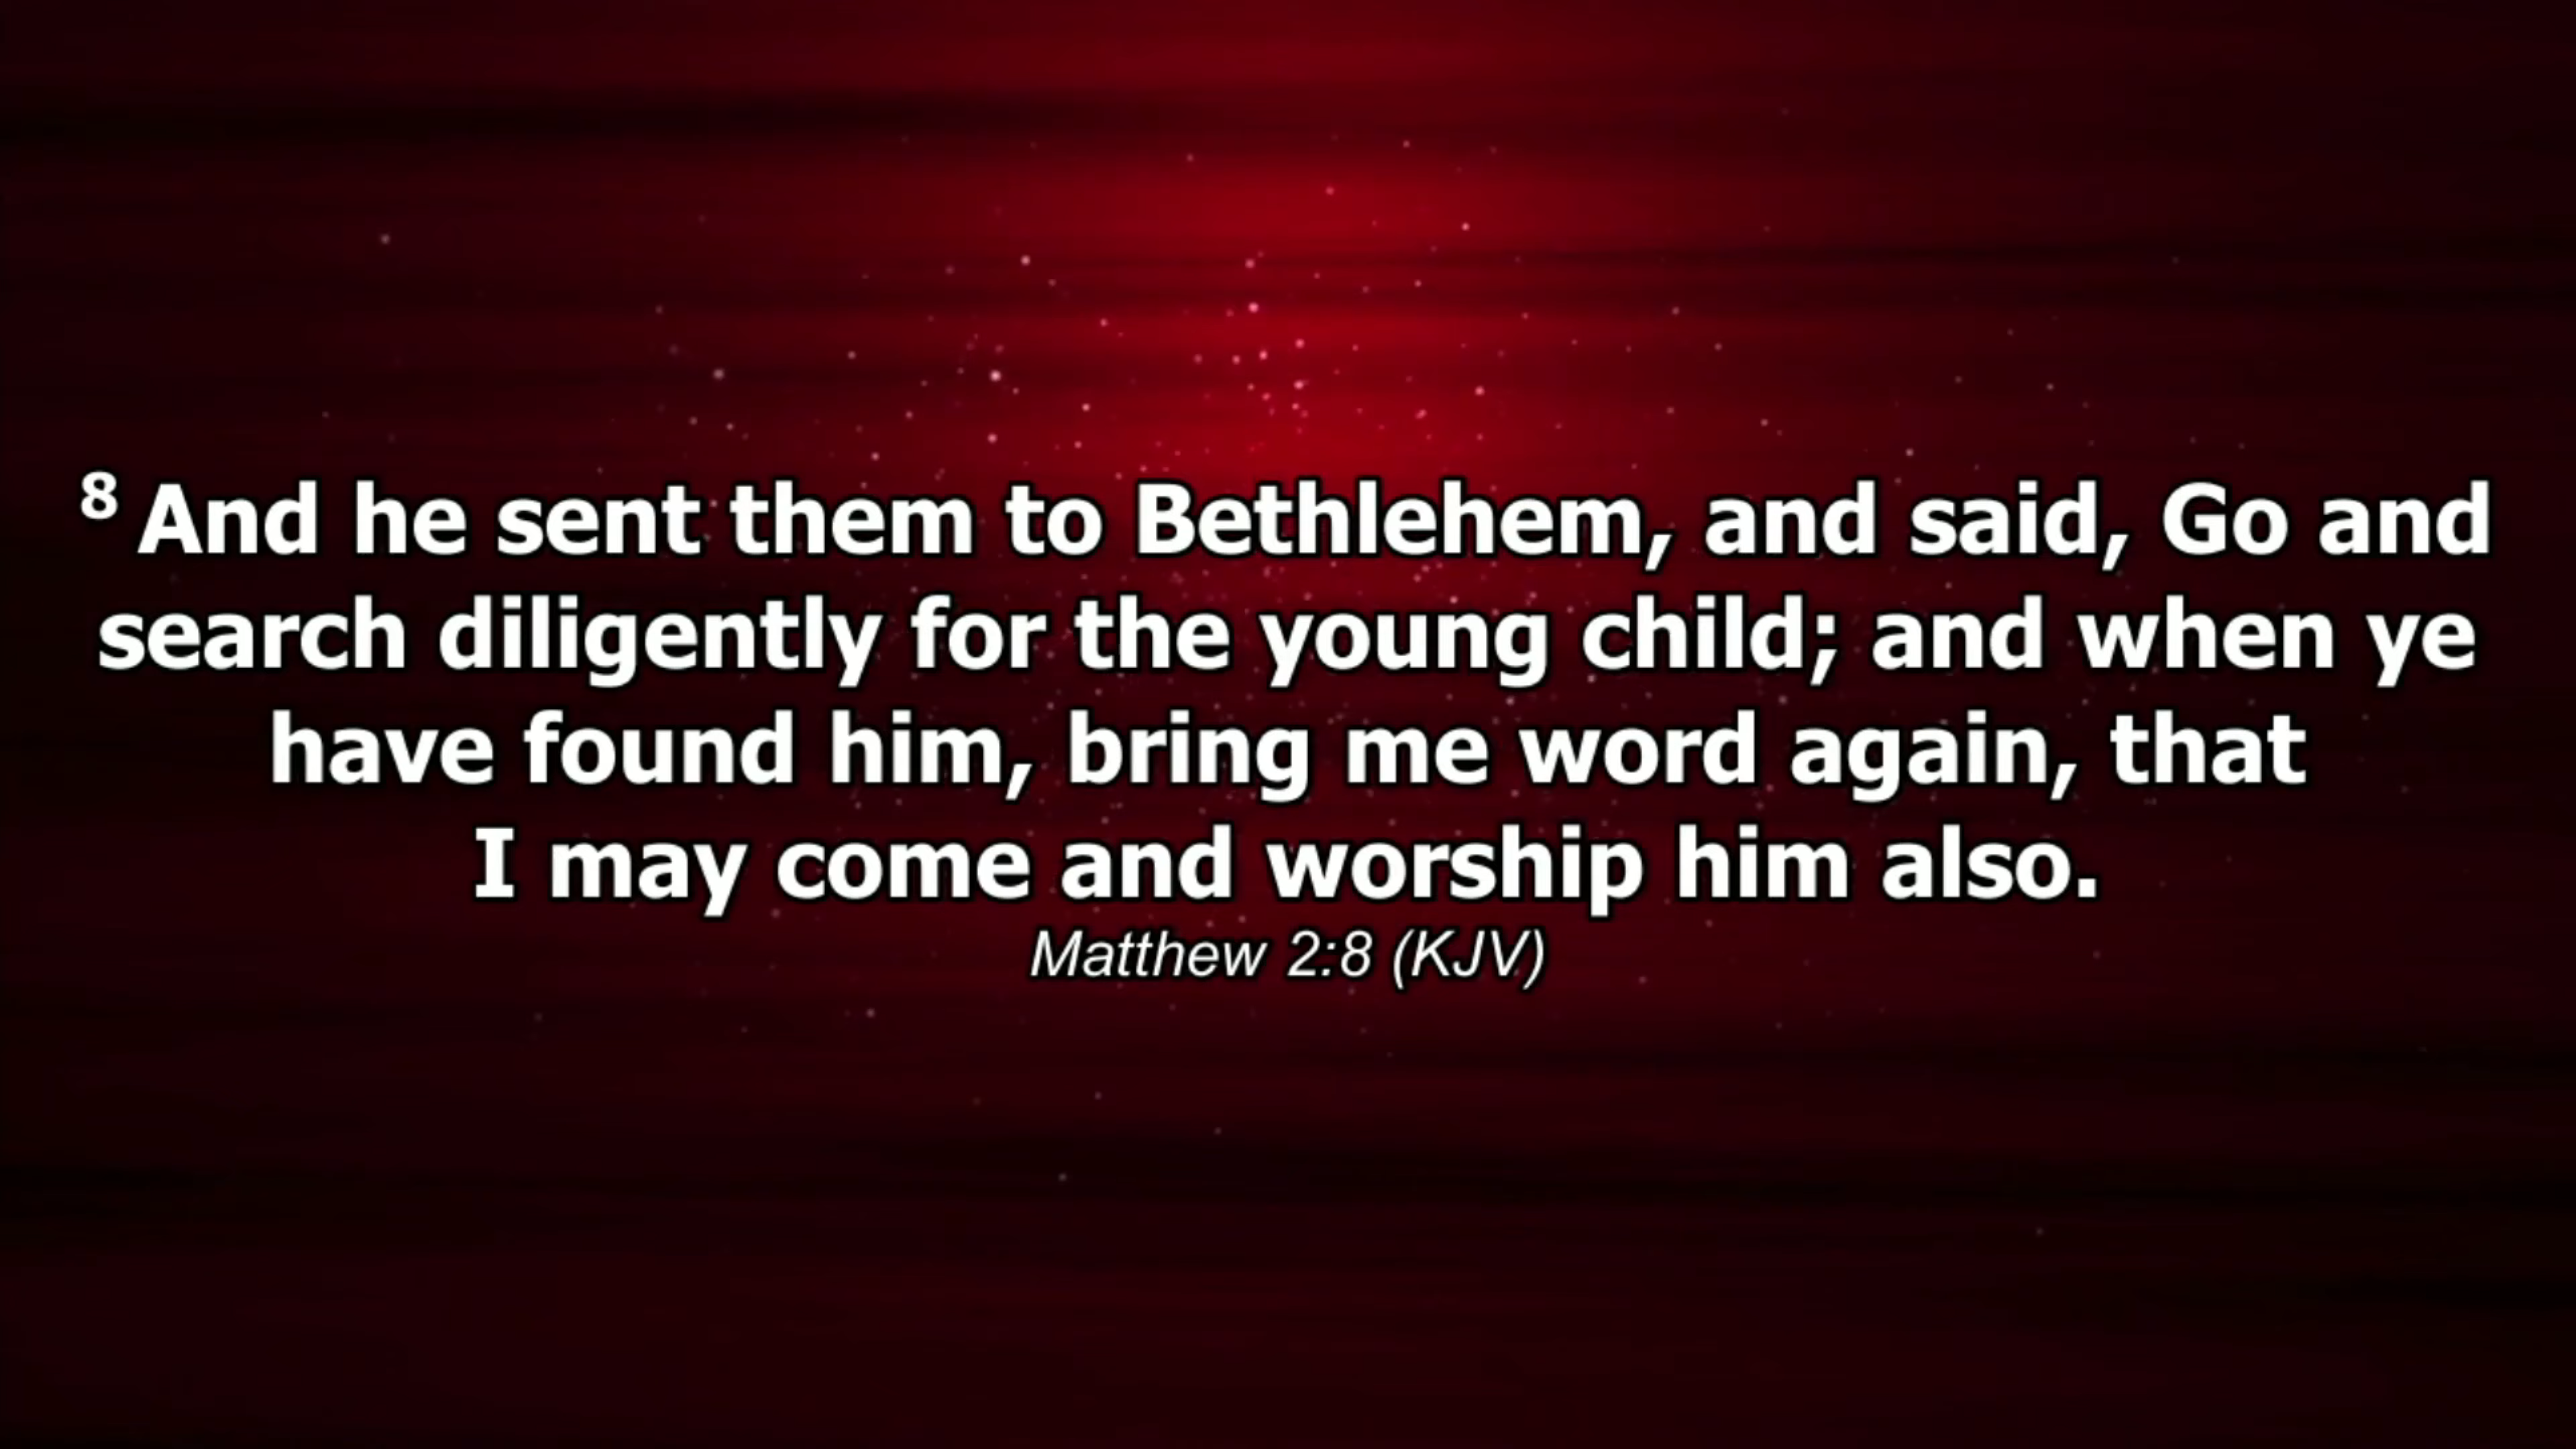 8 And he sent them to Bethlehem, and said, Go and
search diligently for the young child; and when ye
have found him, bring me word again, that
I may come and worship him also.
Matthew 2:8 (KJV)